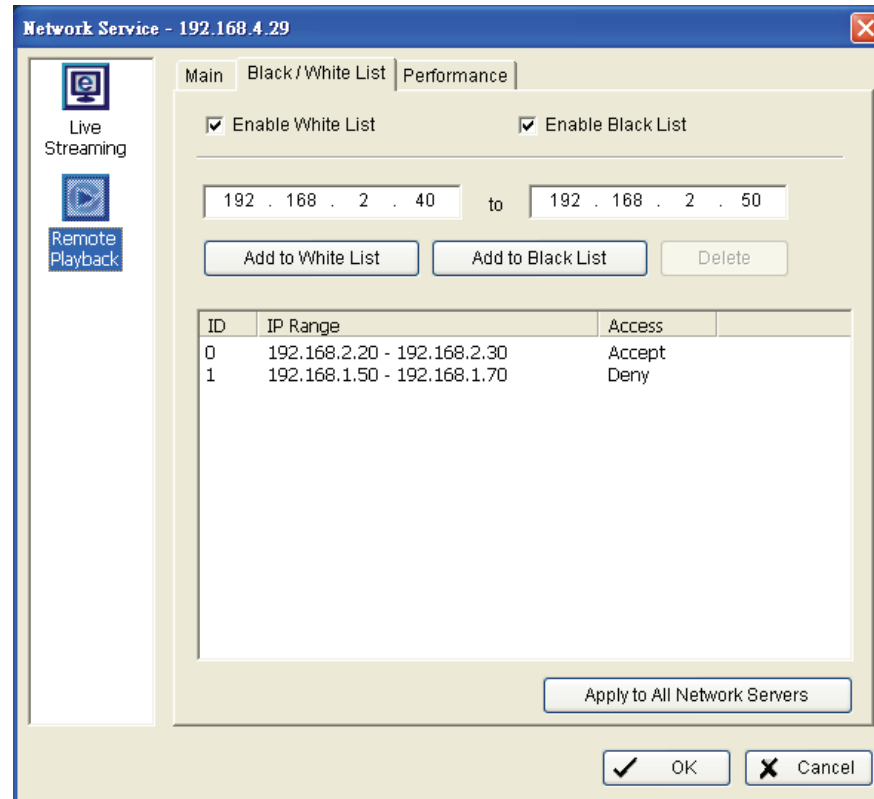 Network Service - 192.168.4.29
Live
Streaming
Remote
Playback
Main Black / White List Performance
Enable White List Enable Black List
192 . 168 . 2 . 40 to 192 . 168 . 2 . 50
Add to White List Add to Black List Delete
ID IP Range Access
0 192.168.2.20 - 192.168.2.30 Accept
1 192.168.1.50 - 192.168.1.70 Deny
Apply to All Network Servers
OK Cancel